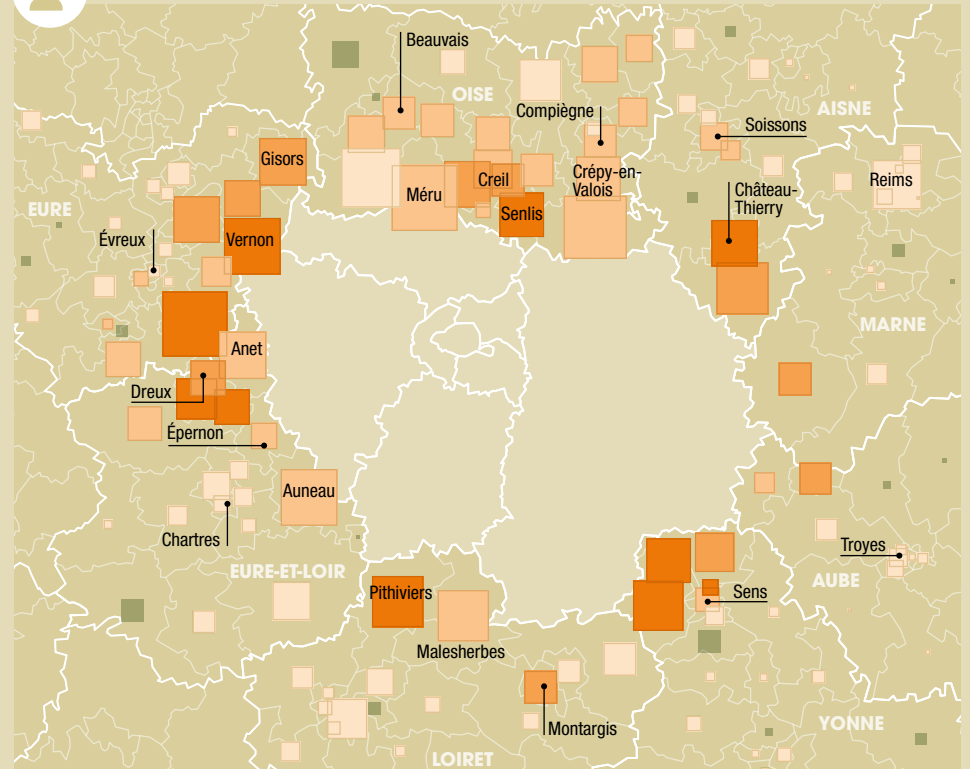 Beauvais
OISE
Compiègne
AISNE
Soissons
Gisors
Creil
Crépy-en-
Valois
Reims
Méru
Château-
Thierry
EURE
Senlis
Évreux
Vernon
MARNE
Anet
Dreux
Épernon
Auneau
Chartres
Troyes
EURE-ET-LOIR
AUBE
Pithiviers
Sens
Malesherbes
Montargis
YONNE
LOIRET